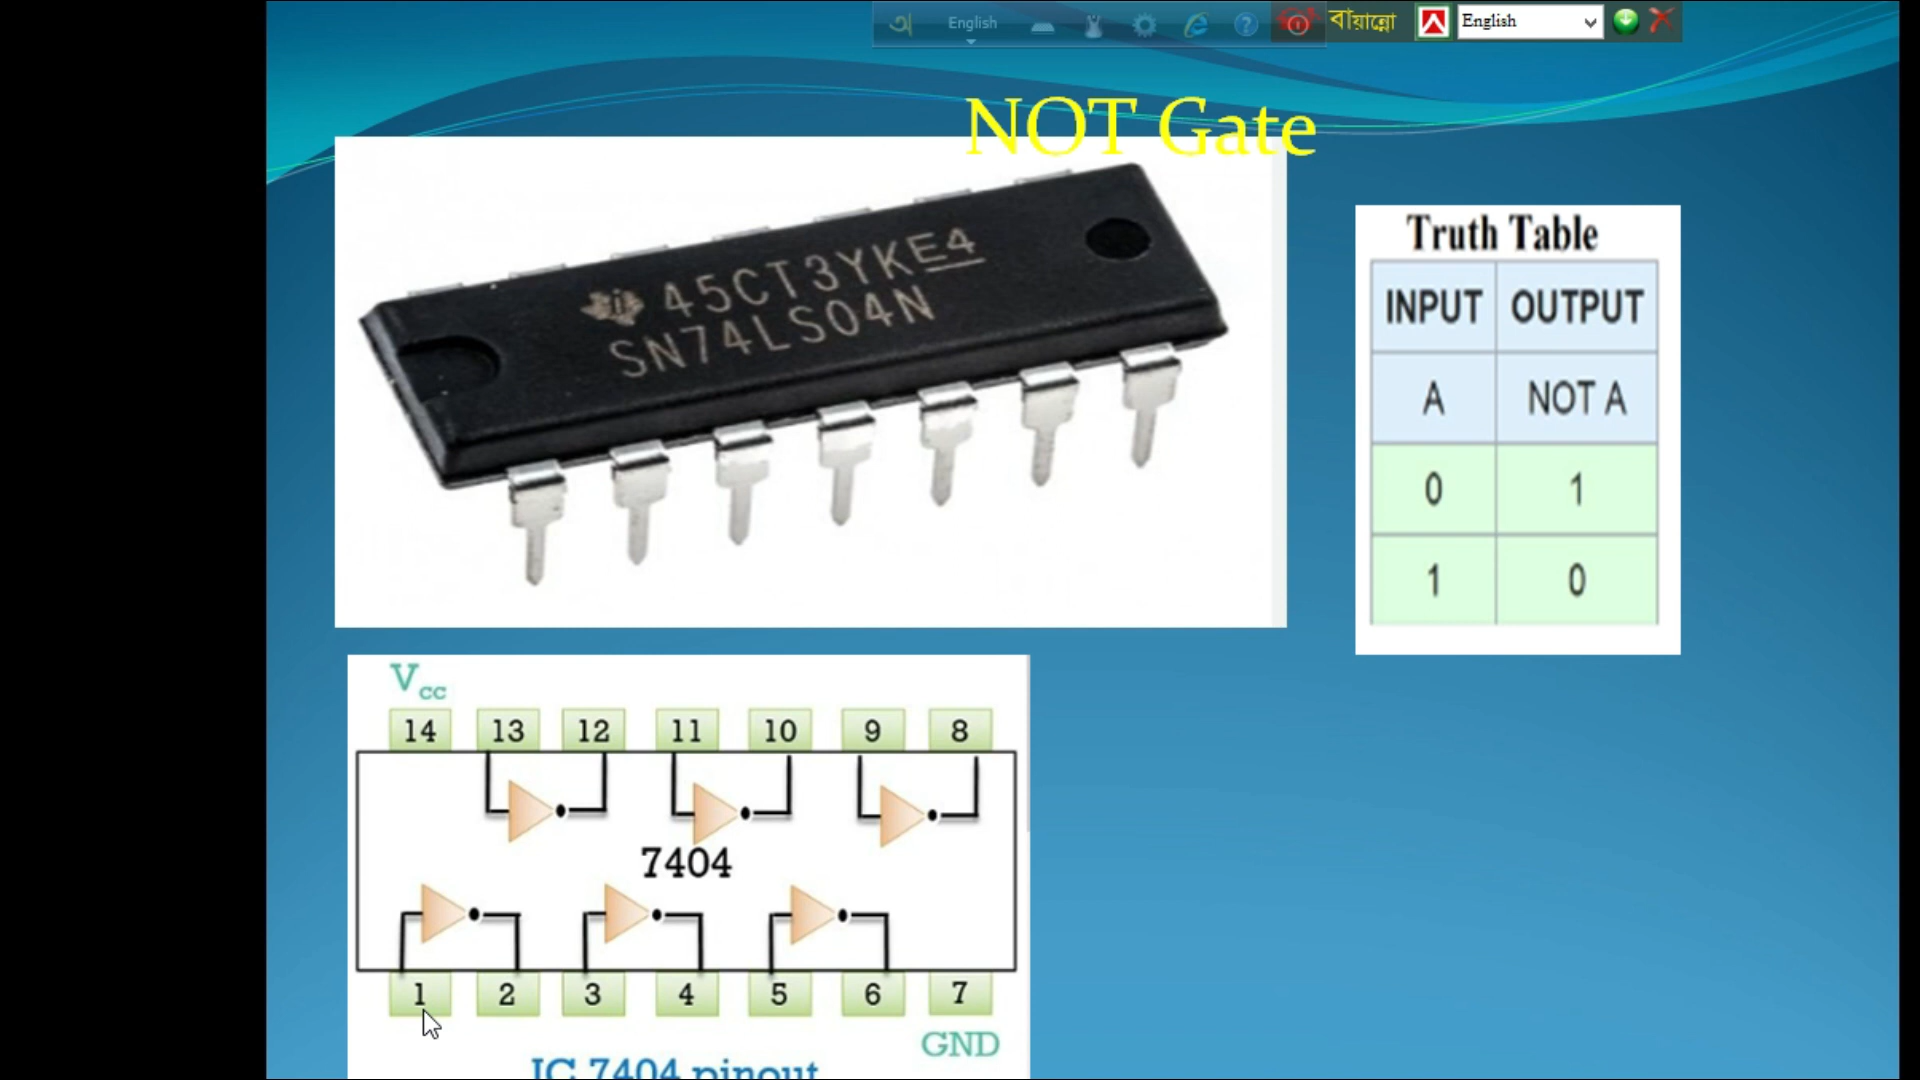 অ English বায়ান্নো English
NOT Gate
45CT3YKE4
SN74LS04N
Truth Table
INPUT OUTPUT
A NOT A
0 1
1 0
Vcc
14 13 12 11 10 9 8
7404
1 2 3 4 5 6 7
GND
IC 7404 pinout